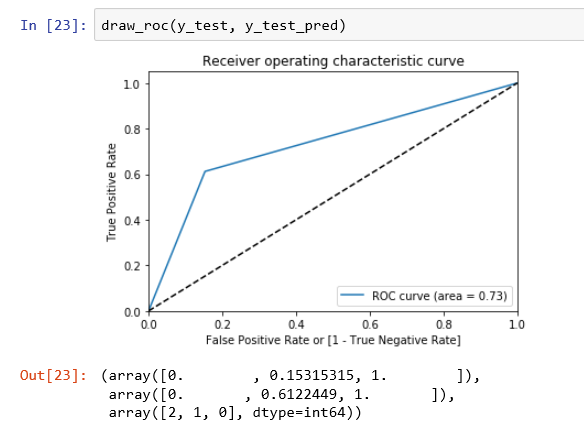 In [23]: draw_roc(y_test, y_test_pred)
Receiver operating characteristic curve
1.0
0.8
0.6
0.4
0.2
0.0
True Positive Rate
ROC curve (area = 0.73)
0.0 0.2 0.4 0.6 0.8 1.0
False Positive Rate or [1 - True Negative Rate]
Out[23]: (array([0.        , 0.15315315, 1.        ]),
array([0.       , 0.6122449, 1.       ]),
array([2, 1, 0], dtype=int64))